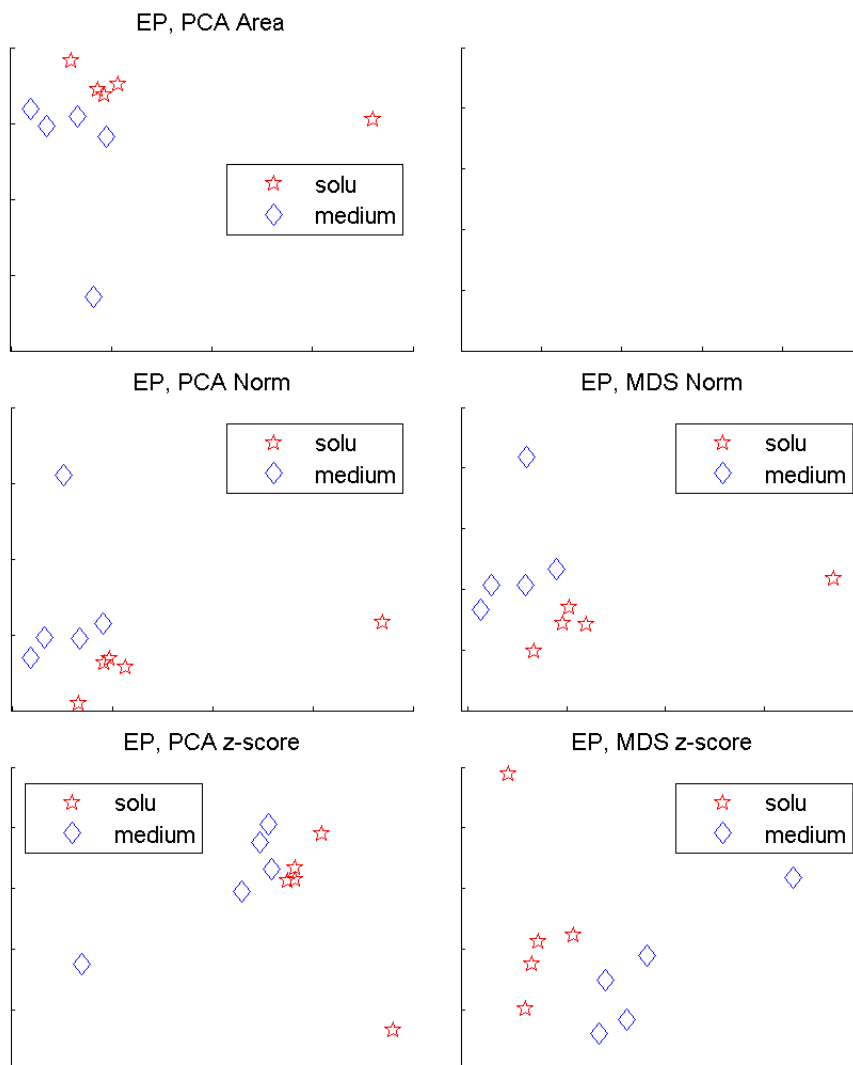 EP, PCA Area
solu
medium
EP, PCA Norm
solu
medium
EP, MDS Norm
solu
medium
EP, PCA z-score
solu
medium
EP, MDS z-score
solu
medium